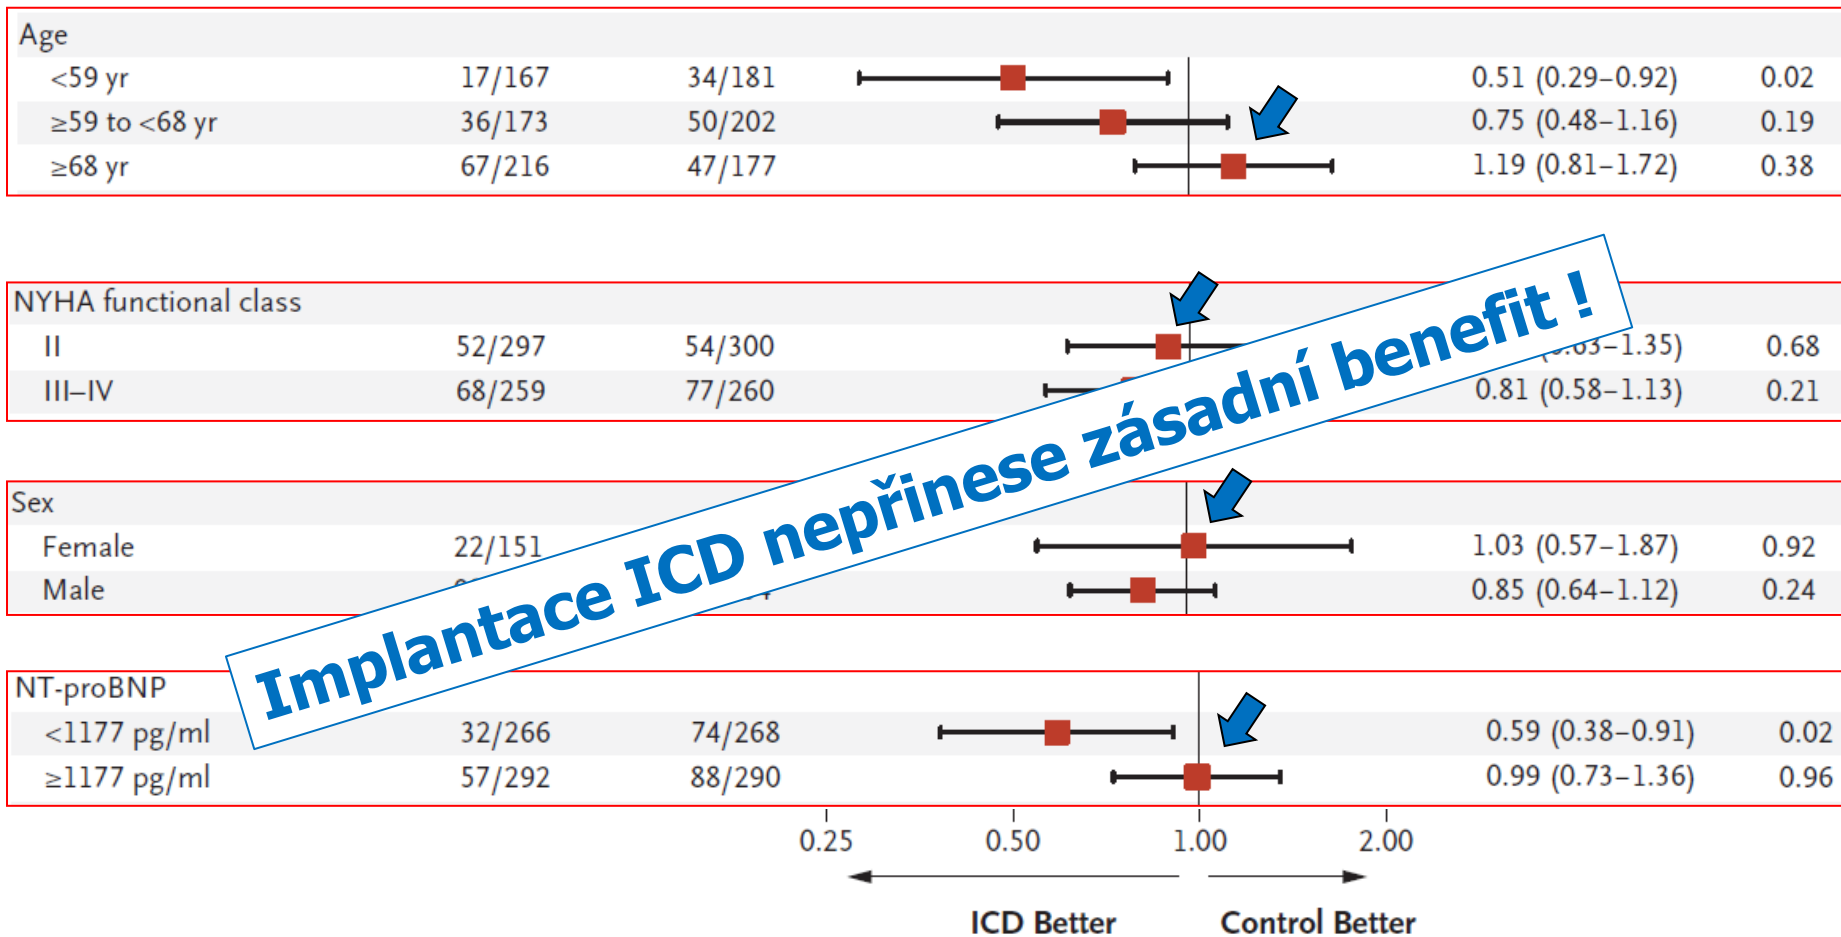 Age
<59 yr 17/167 34/181 0.51 (0.29–0.92) 0.02
≥59 to <68 yr 36/173 50/202 0.75 (0.48–1.16) 0.19
≥68 yr 67/216 47/177 1.19 (0.81–1.72) 0.38
NYHA functional class
II 52/297 54/300 –1.35) 0.68
III–IV 68/259 77/260 0.81 (0.58–1.13) 0.21
Implantace ICD nepřinese zásadní benefit !
Sex
Female 22/151 1.03 (0.57–1.87) 0.92
Male 0.85 (0.64–1.12) 0.24
NT-proBNP
<1177 pg/ml 32/266 74/268 0.59 (0.38–0.91) 0.02
≥1177 pg/ml 57/292 88/290 0.99 (0.73–1.36) 0.96
0.25 0.50 1.00 2.00
ICD Better Control Better